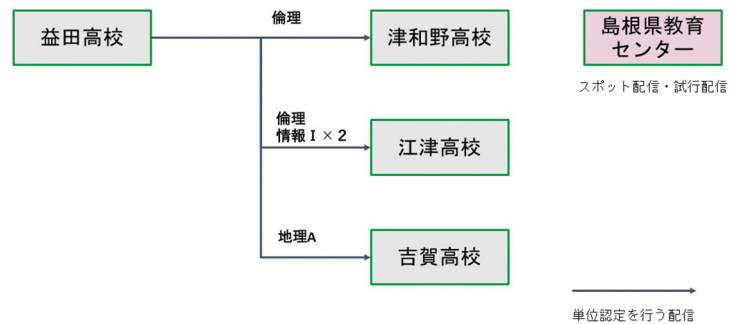 倫理
益田高校
津和野高校
島根県教育
センター
スポット配信・試行配信
倫理
情報Ⅰ×2
江津高校
地理A
吉賀高校
単位認定を行う配信